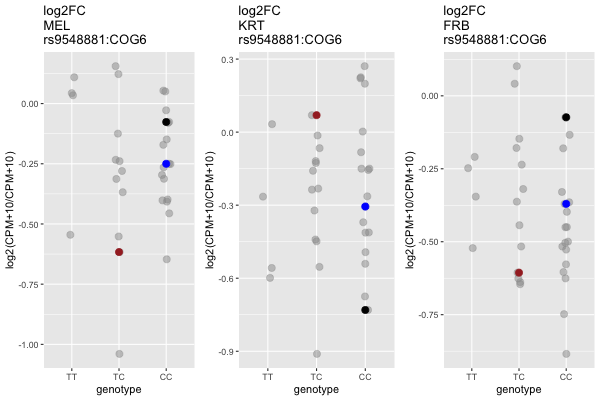 log2FC
MEL
rs9548881:COG6
log2(CPM+10/CPM+10)
0.00
-0.25
-0.50
-0.75
-1.00
TT TC CC
genotype
log2FC
KRT
rs9548881:COG6
log2(CPM+10/CPM+10)
0.3
0.0
-0.3
-0.6
-0.9
TT TC CC
genotype
log2FC
FRB
rs9548881:COG6
log2(CPM+10/CPM+10)
0.00
-0.25
-0.50
-0.75
TT TC CC
genotype